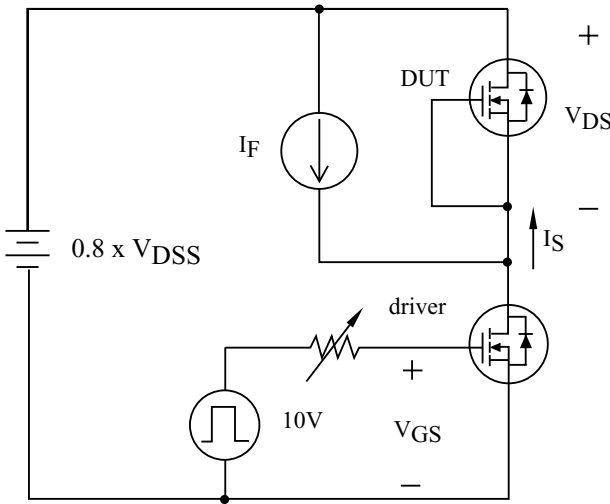 +
DUT
V_DS
I_F
−
I_S
0.8 x V_DSS
driver
+
10V
V_GS
−